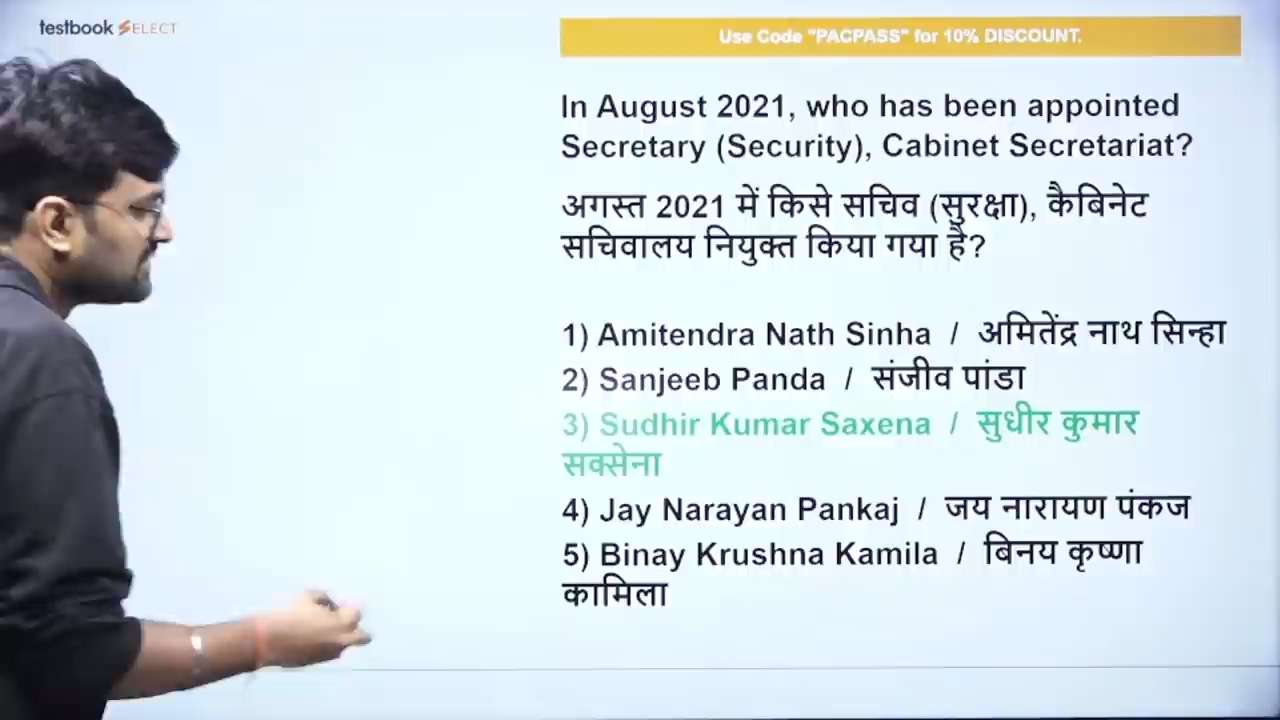 testbook SELECT
Use Code "PACPASS" for 10% DISCOUNT.
In August 2021, who has been appointed
Secretary (Security), Cabinet Secretariat?
अगस्त 2021 में किसे सचिव (सुरक्षा), कैबिनेट
सचिवालय नियुक्त किया गया है?
1) Amitendra Nath Sinha / अमितेंद्र नाथ सिन्हा
2) Sanjeeb Panda / संजीव पांडा
3) Sudhir Kumar Saxena / सुधीर कुमार
सक्सेना
4) Jay Narayan Pankaj / जय नारायण पंकज
5) Binay Krushna Kamila / बिनय कृष्णा
कामिला